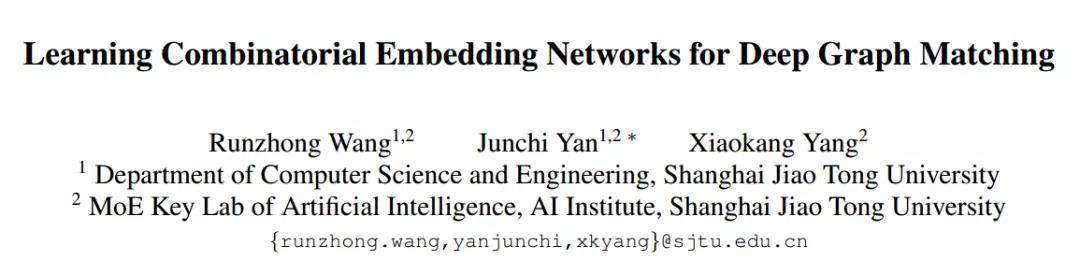 Learning Combinatorial Embedding Networks for Deep Graph Matching
Runzhong Wang1,2 Junchi Yan1,2 * Xiaokang Yang2
1 Department of Computer Science and Engineering, Shanghai Jiao Tong University
2 MoE Key Lab of Artificial Intelligence, AI Institute, Shanghai Jiao Tong University
{runzhong.wang,yanjunchi,xkyang}@sjtu.edu.cn